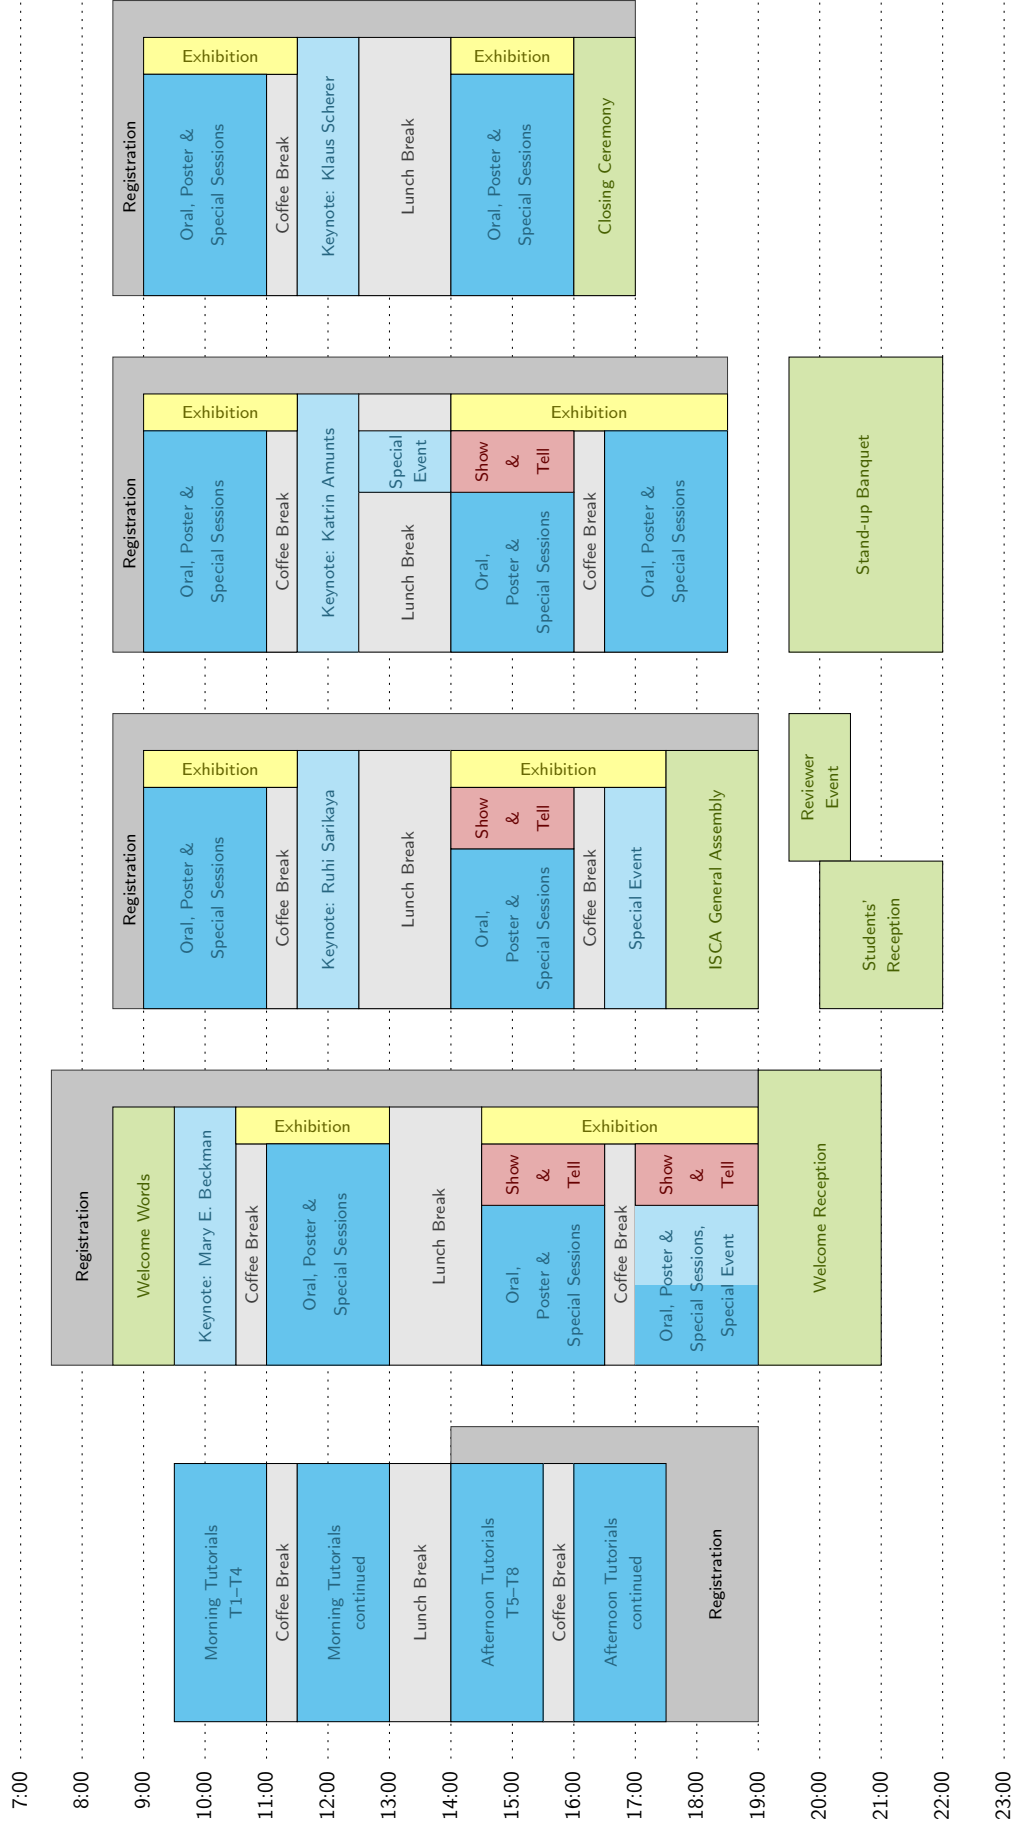 7:00
8:00
9:00
10:00
11:00
12:00
13:00
14:00
15:00
16:00
17:00
18:00
19:00
20:00
21:00
22:00
23:00
Morning Tutorials
T1–T4
Coffee Break
Morning Tutorials
continued
Lunch Break
Afternoon Tutorials
T5–T8
Coffee Break
Afternoon Tutorials
continued
Registration
Registration
Welcome Words
Keynote: Mary E. Beckman
Coffee Break
Exhibition
Oral, Poster &
Special Sessions
Lunch Break
Exhibition
Oral,
Poster &
Special Sessions
Show
&
Tell
Coffee Break
Oral, Poster &
Special Sessions,
Special Event
Show
&
Tell
Welcome Reception
Registration
Oral, Poster &
Special Sessions
Exhibition
Coffee Break
Keynote: Ruhi Sarikaya
Lunch Break
Oral,
Poster &
Special Sessions
Show
&
Tell
Exhibition
Coffee Break
Special Event
ISCA General Assembly
Reviewer
Event
Students'
Reception
Registration
Oral, Poster &
Special Sessions
Exhibition
Coffee Break
Keynote: Katrin Amunts
Lunch Break
Special
Event
Oral,
Poster &
Special Sessions
Show
&
Tell
Exhibition
Coffee Break
Oral, Poster &
Special Sessions
Stand-up Banquet
Registration
Oral, Poster &
Special Sessions
Exhibition
Coffee Break
Keynote: Klaus Scherer
Lunch Break
Oral, Poster &
Special Sessions
Exhibition
Closing Ceremony